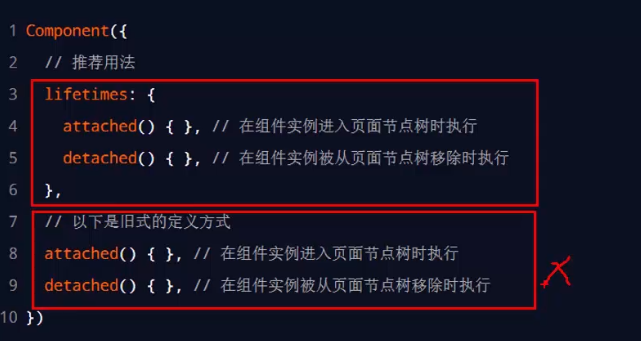 1 Component({
2 // 推荐用法
3 lifetimes: {
4 attached() { }, // 在组件实例进入页面节点树时执行
5 detached() { }, // 在组件实例被从页面节点树移除时执行
6 },
7 // 以下是旧式的定义方式
8 attached() { }, // 在组件实例进入页面节点树时执行
9 detached() { }, // 在组件实例被从页面节点树移除时执行
10 })